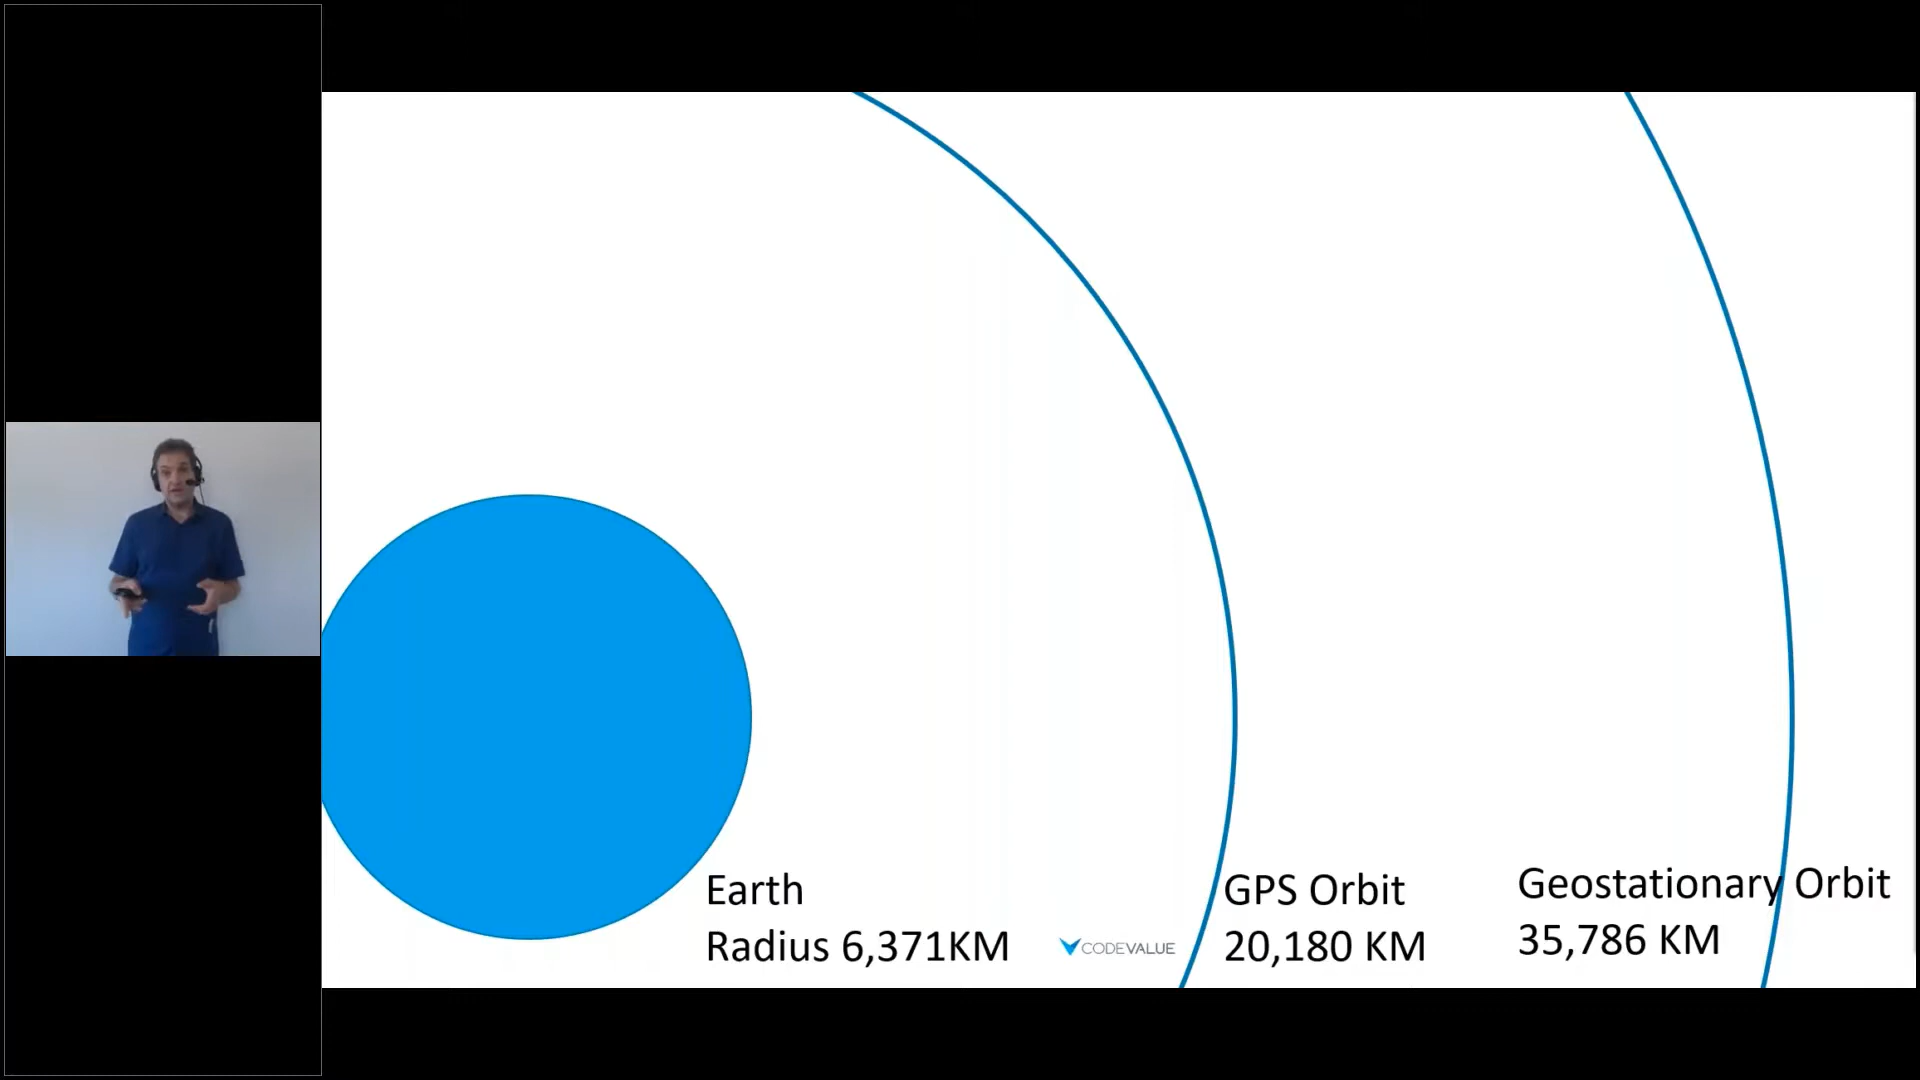 Earth
Radius 6,371KM
CODEVALUE
GPS Orbit
20,180 KM
Geostationary Orbit
35,786 KM